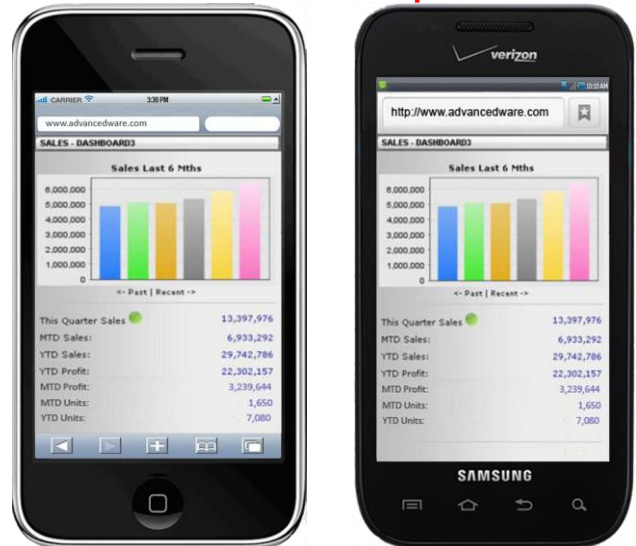 CARRIER 3:30 PM
www.advancedware.com
SALES - DASHBOARD3
Sales Last 6 Mths
6,000,000
5,000,000
4,000,000
3,000,000
2,000,000
1,000,000
0
<- Past | Recent ->
This Quarter Sales 13,397,976
MTD Sales: 6,933,292
YTD Sales: 29,742,786
YTD Profit: 22,302,157
MTD Profit: 3,239,644
MTD Units: 1,650
YTD Units: 7,080
verizon
10:10 AM
http://www.advancedware.com
SALES - DASHBOARD3
Sales Last 6 Mths
6,000,000
5,000,000
4,000,000
3,000,000
2,000,000
1,000,000
0
<- Past | Recent ->
This Quarter Sales 13,397,976
MTD Sales: 6,933,292
YTD Sales: 29,742,786
YTD Profit: 22,302,157
MTD Profit: 3,239,644
MTD Units: 1,650
YTD Units: 7,080
SAMSUNG